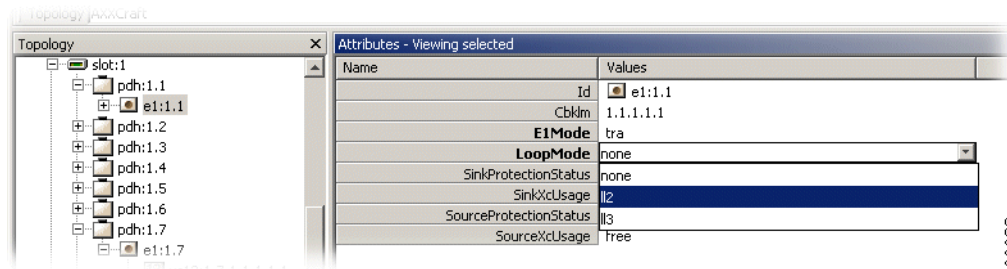 Topology AXXCraft
Topology
slot:1
pdh:1.1
e1:1.1
pdh:1.2
pdh:1.3
pdh:1.4
pdh:1.5
pdh:1.6
pdh:1.7
e1:1.7
Attributes - Viewing selected
Name Values
Id e1:1.1
Cbklm 1.1.1.1.1
E1Mode tra
LoopMode none
SinkProtectionStatus none
SinkXcUsage ll2
SourceProtectionStatus ll3
SourceXcUsage free